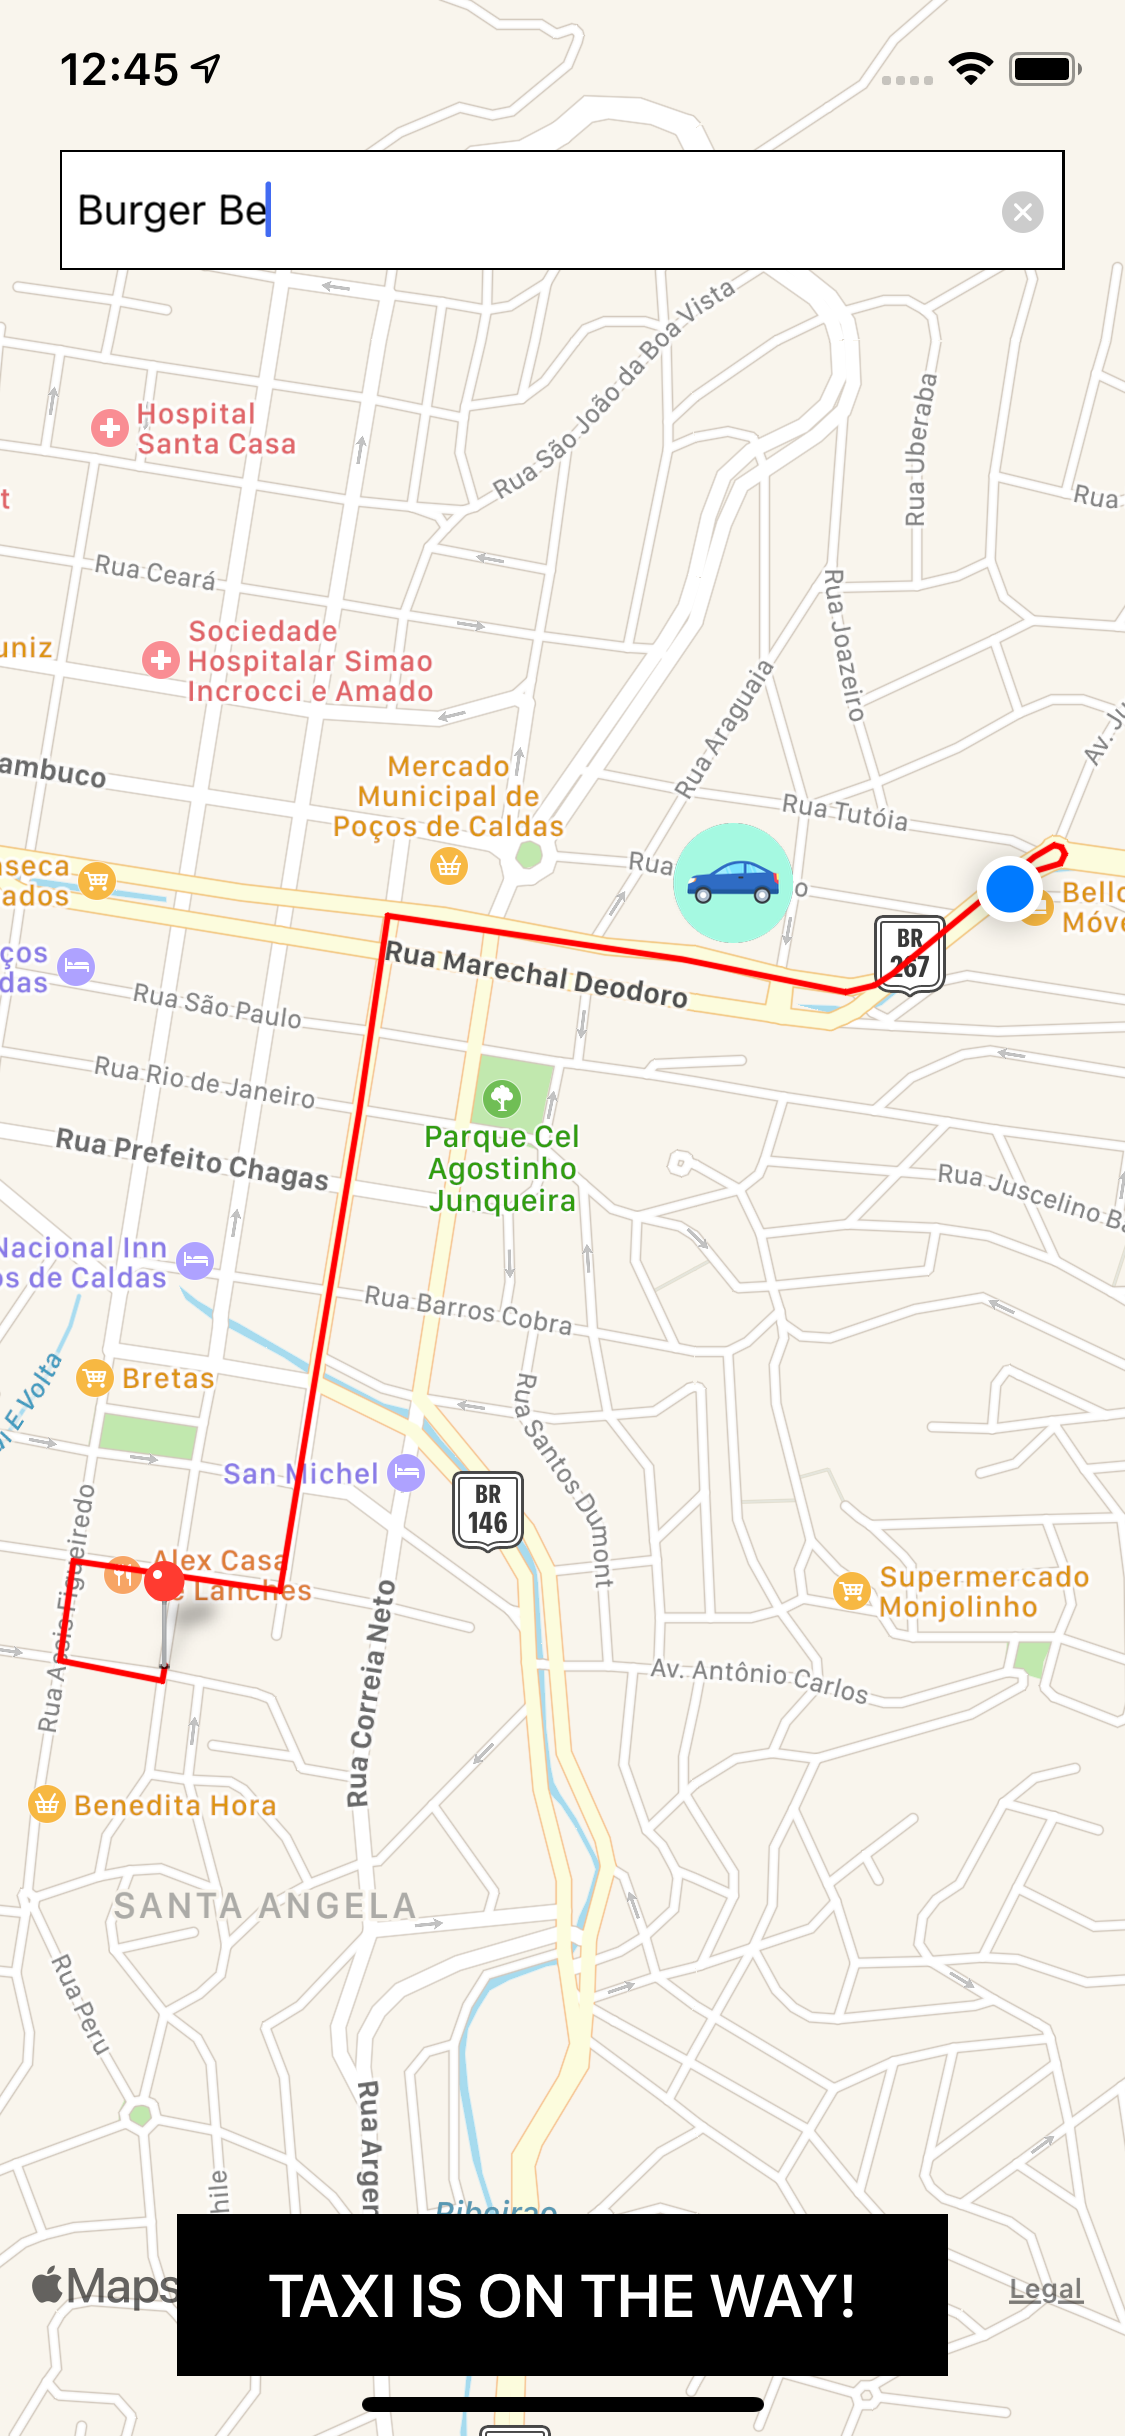 12:45
Burger Be
Rua São João da Boa Vista
Hospital
Santa Casa
Rua Uberaba
Rua
t
Rua Ceará
Rua Joazeiro
Sociedade
Hospitalar Simao
Incrocci e Amado
uniz
Rua Araguaia
Av. Ju
ambuco
Mercado
Municipal de
Poços de Caldas
Rua Tutóia
nseca
ados
Rua
o
Bello
Móve
BR
267
Rua Marechal Deodoro
ços
das
Rua São Paulo
Rua Rio de Janeiro
Parque Cel
Agostinho
Junqueira
Rua Prefeito Chagas
Rua Juscelino Ba
Nacional Inn
os de Caldas
Rua Barros Cobra
Bretas
E-Volta
Rua Santos Dumont
San Michel
BR
146
Rua Assis Figueiredo
Alex Casa
e Lanches
Supermercado
Monjolinho
Rua Correia Neto
Av. Antônio Carlos
Benedita Hora
SANTA ANGELA
Rua Peru
Rua Argen
hile
Ribeirao
Maps
TAXI IS ON THE WAY!
Legal